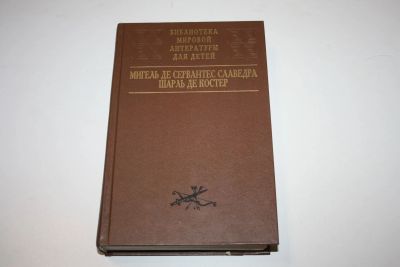 БИБЛИОТЕКА
МИРОВОЙ
ЛИТЕРАТУРЫ
ДЛЯ ДЕТЕЙ
МИГЕЛЬ ДЕ СЕРВАНТЕС СААВЕДРА
ШАРЛЬ ДЕ КОСТЕР